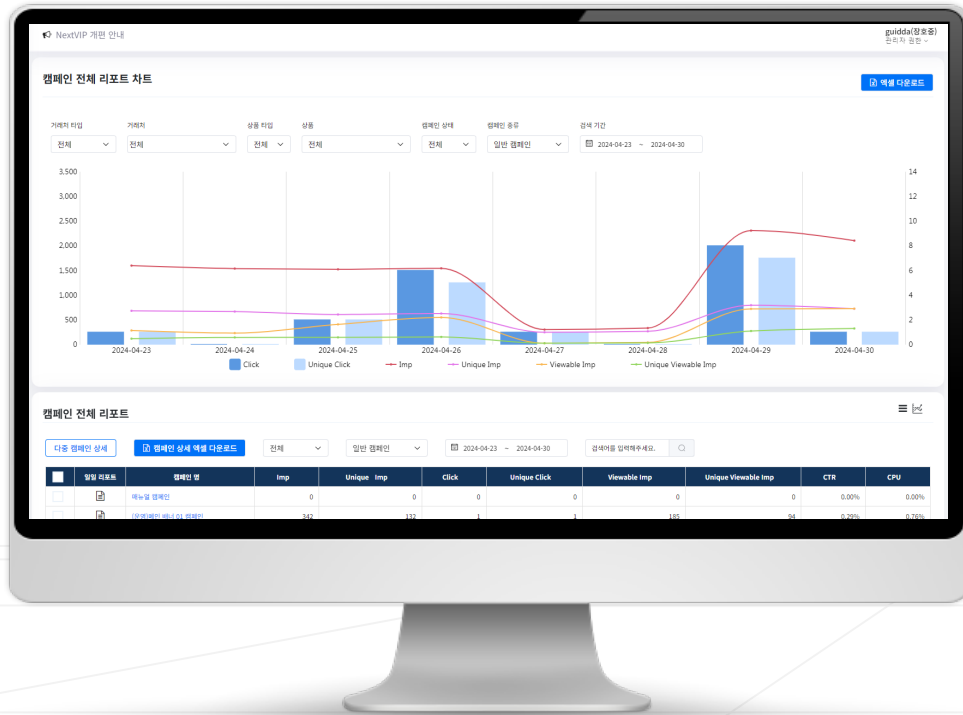 NextVIP 개편 안내
guidda(장호중)
관리자 권한
캠페인 전체 리포트 차트
엑셀 다운로드
거래처 타입 거래처 상품 타입 상품 캠페인 상태 캠페인 종류 검색 기간
전체 전체 전체 전체 전체 일반 캠페인 2024-04-23 ~ 2024-04-30
3.500 14
3.000 12
2.500 10
2.000 8
1.500 6
1.000 4
500 2
0 0
2024-04-23 2024-04-24 2024-04-25 2024-04-26 2024-04-27 2024-04-28 2024-04-29 2024-04-30
Click Unique Click Imp Unique Imp Viewable Imp Unique Viewable Imp
캠페인 전체 리포트
다중 캠페인 상세 캠페인 상세 엑셀 다운로드 전체 일반 캠페인 2024-04-23 ~ 2024-04-30 검색어를 입력해주세요.
일일 리포트 캠페인 명 Imp Unique Imp Click Unique Click Viewable Imp Unique Viewable Imp CTR CPU
매뉴얼 캠페인 0 0 0 0 0 0 0.00% 0.00%
(운영)메인 배너 01 캠페인 342 132 1 1 185 94 0.29% 0.76%